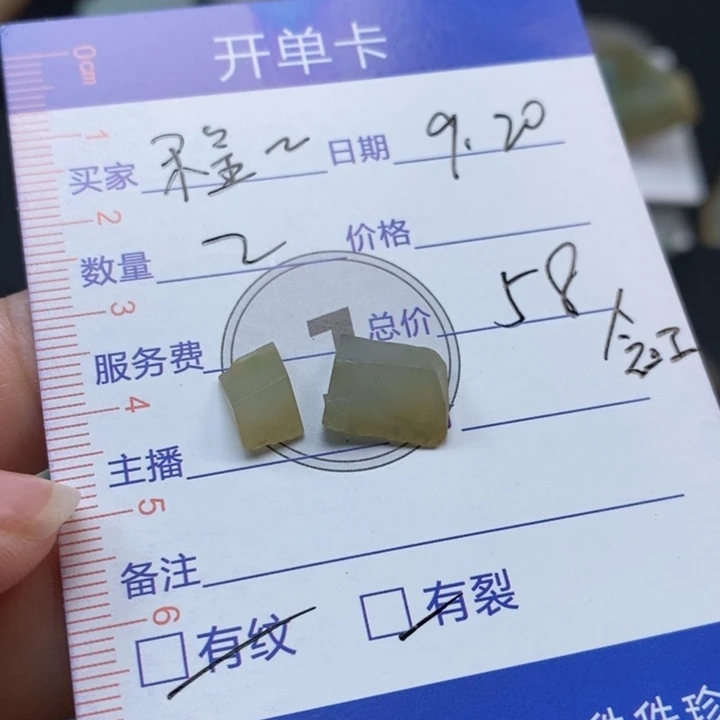 开单卡
买家 日期 9.20
数量 2 价格
总价 58
服务费
主播
备注
有纹 有裂
0cm
1
2
3
4
5
6